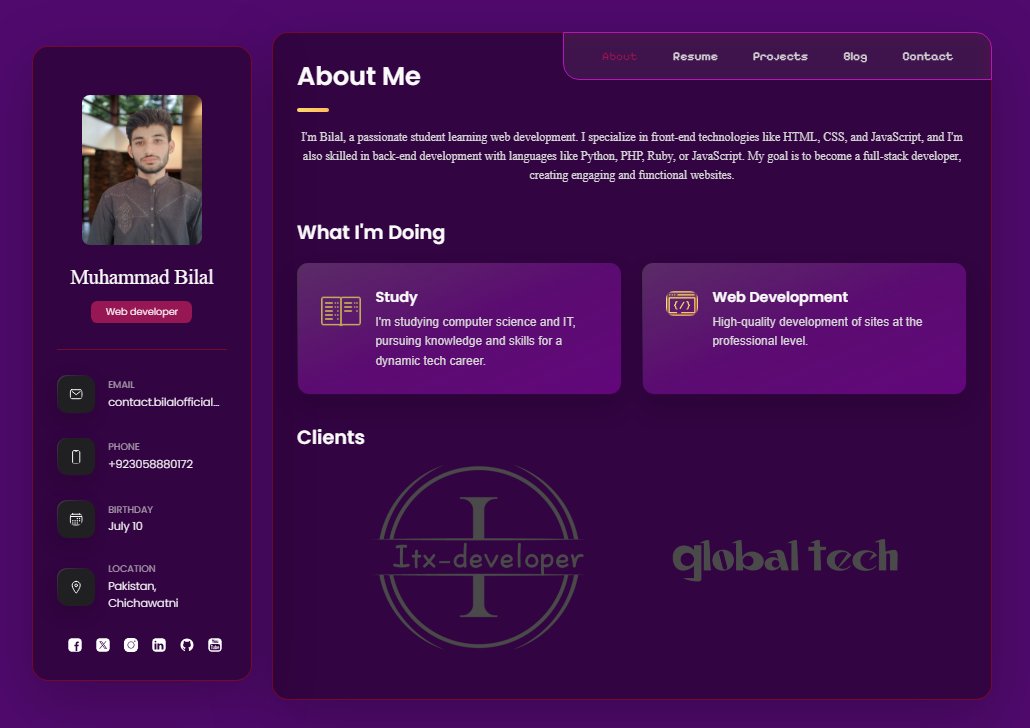 Muhammad Bilal
Web developer
EMAIL
contact.bilalofficial...
PHONE
+923058880172
BIRTHDAY
July 10
LOCATION
Pakistan,
Chichawatni
About Resume Projects Blog Contact
About Me
I'm Bilal, a passionate student learning web development. I specialize in front-end technologies like HTML, CSS, and JavaScript, and I'm
also skilled in back-end development with languages like Python, PHP, Ruby, or JavaScript. My goal is to become a full-stack developer,
creating engaging and functional websites.
What I'm Doing
Study
I'm studying computer science and IT,
pursuing knowledge and skills for a
dynamic tech career.
Web Development
High-quality development of sites at the
professional level.
Clients
Itx-developer
global tech